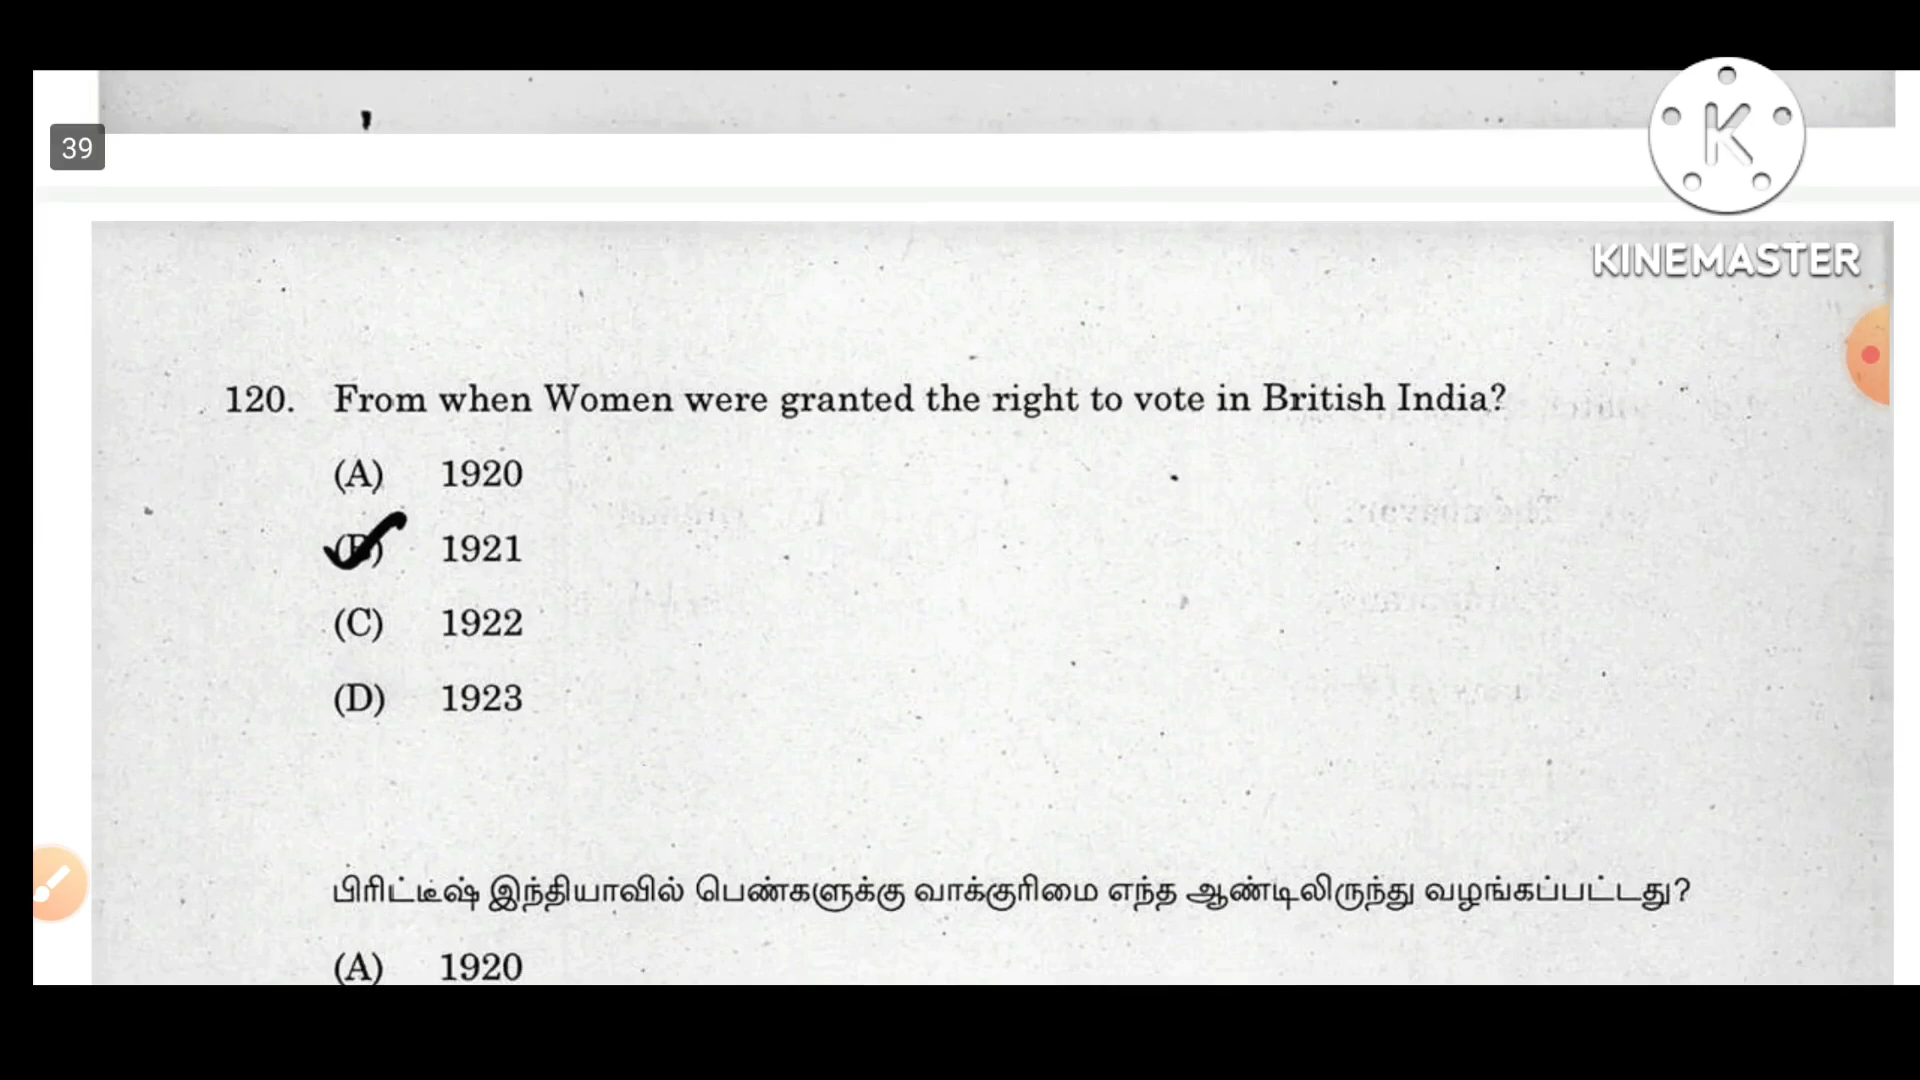 39
K
KINEMASTER
120. From when Women were granted the right to vote in British India?
(A) 1920
(B) 1921
(C) 1922
(D) 1923
பிரிட்டீஷ் இந்தியாவில் பெண்களுக்கு வாக்குரிமை எந்த ஆண்டிலிருந்து வழங்கப்பட்டது?
(A) 1920